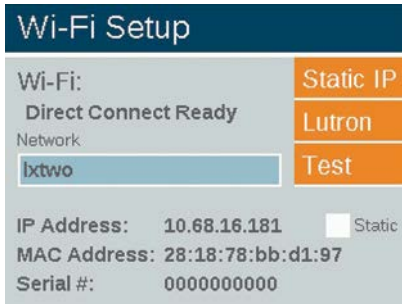 Wi-Fi Setup
Wi-Fi:
Static IP
Direct Connect Ready
Lutron
Network
lxtwo
Test
IP Address: 10.68.16.181
Static
MAC Address: 28:18:78:bb:d1:97
Serial #: 0000000000